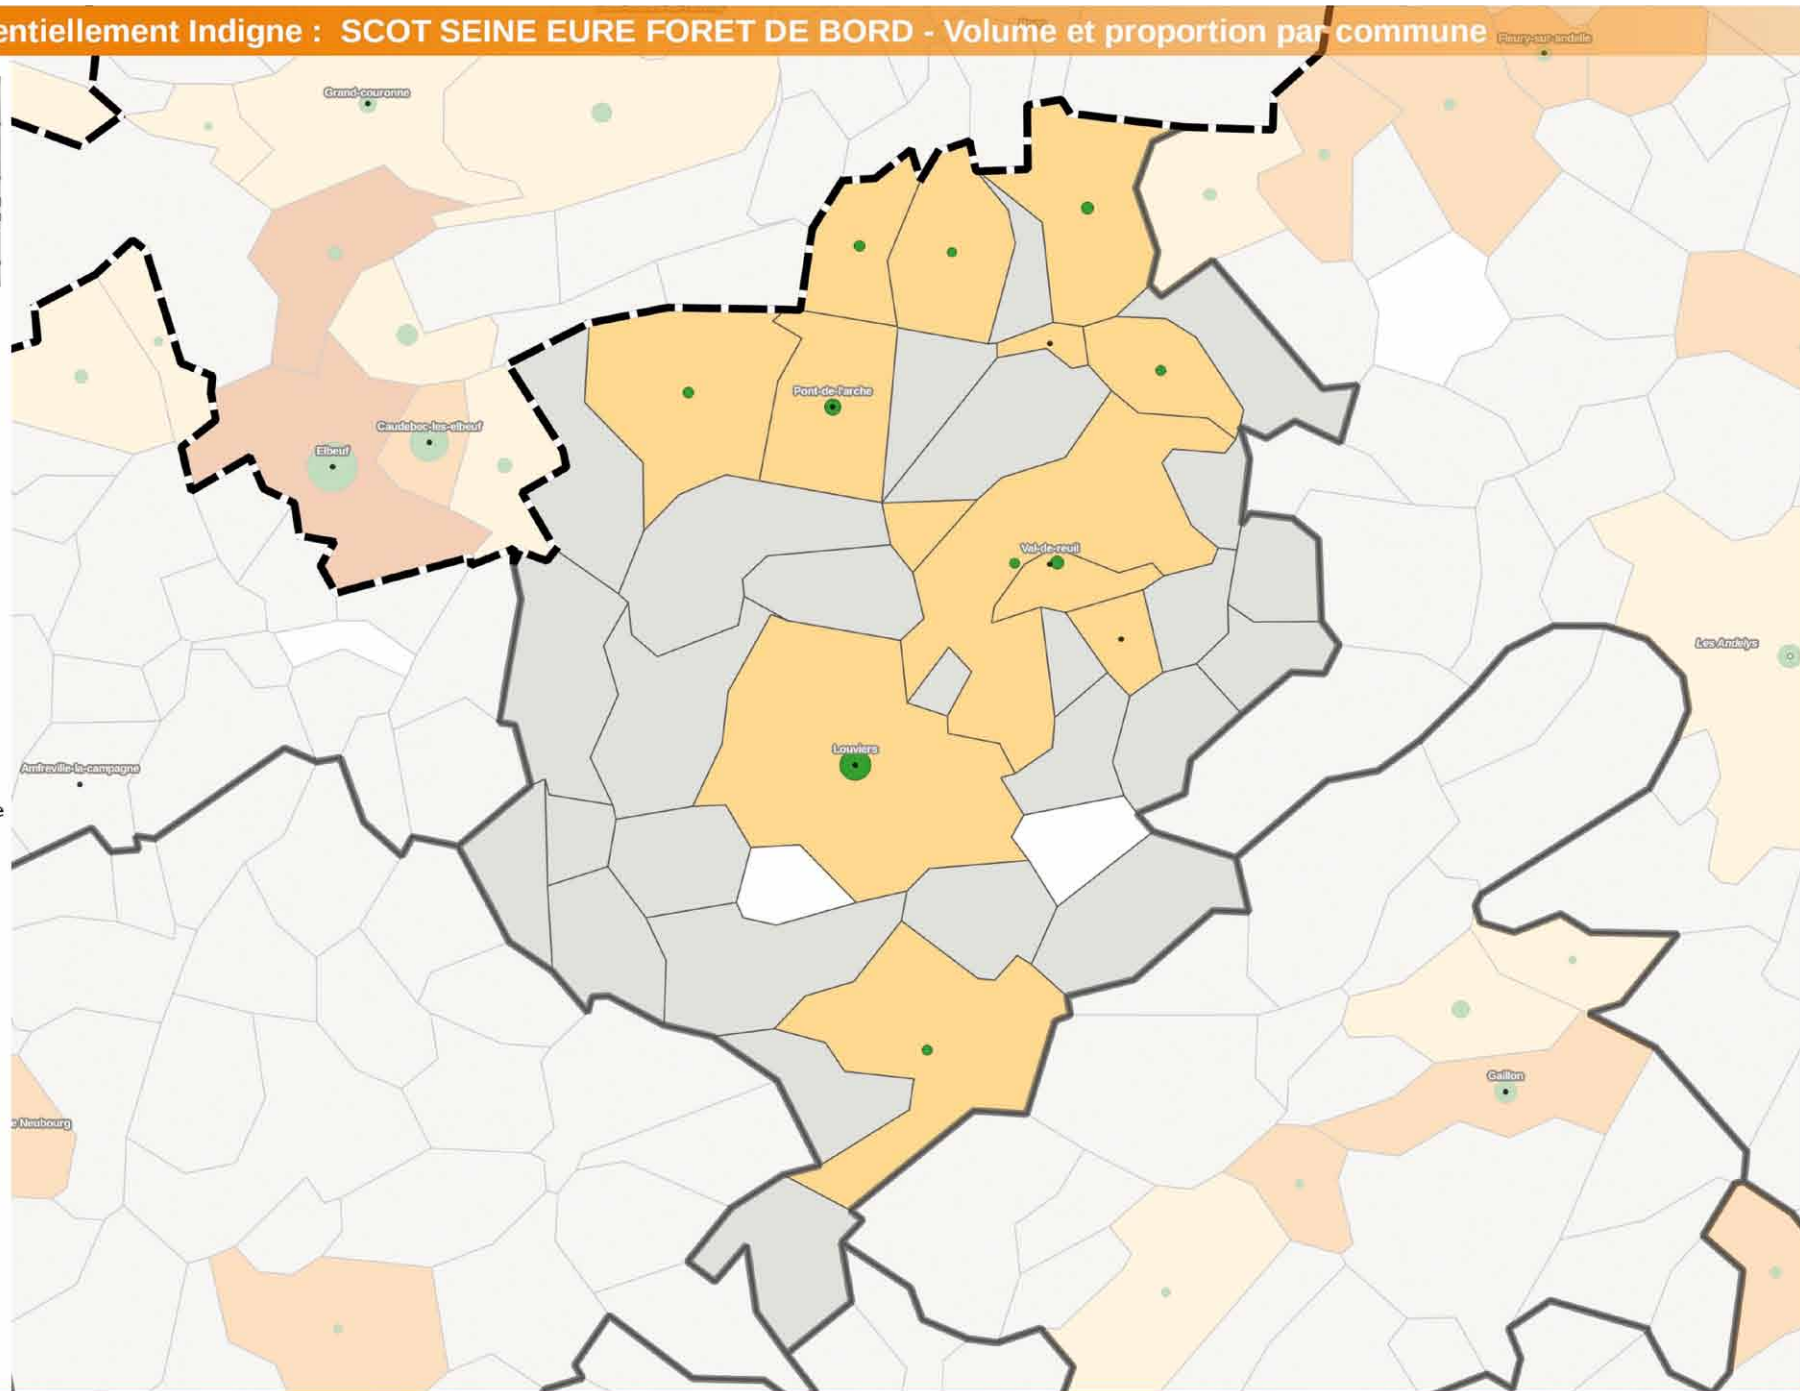 entiellement Indigne : SCOT SEINE EURE FORET DE BORD - Volume et proportion par commune
Fleury-sur-andelle
Grand-couronne
Pont-de-l'arche
Caudebec-les-elbeuf
Elbeuf
Val-de-reuil
Les Andelys
Louviers
Amfreville-la-campagne
e
Gaillon
e Neubourg